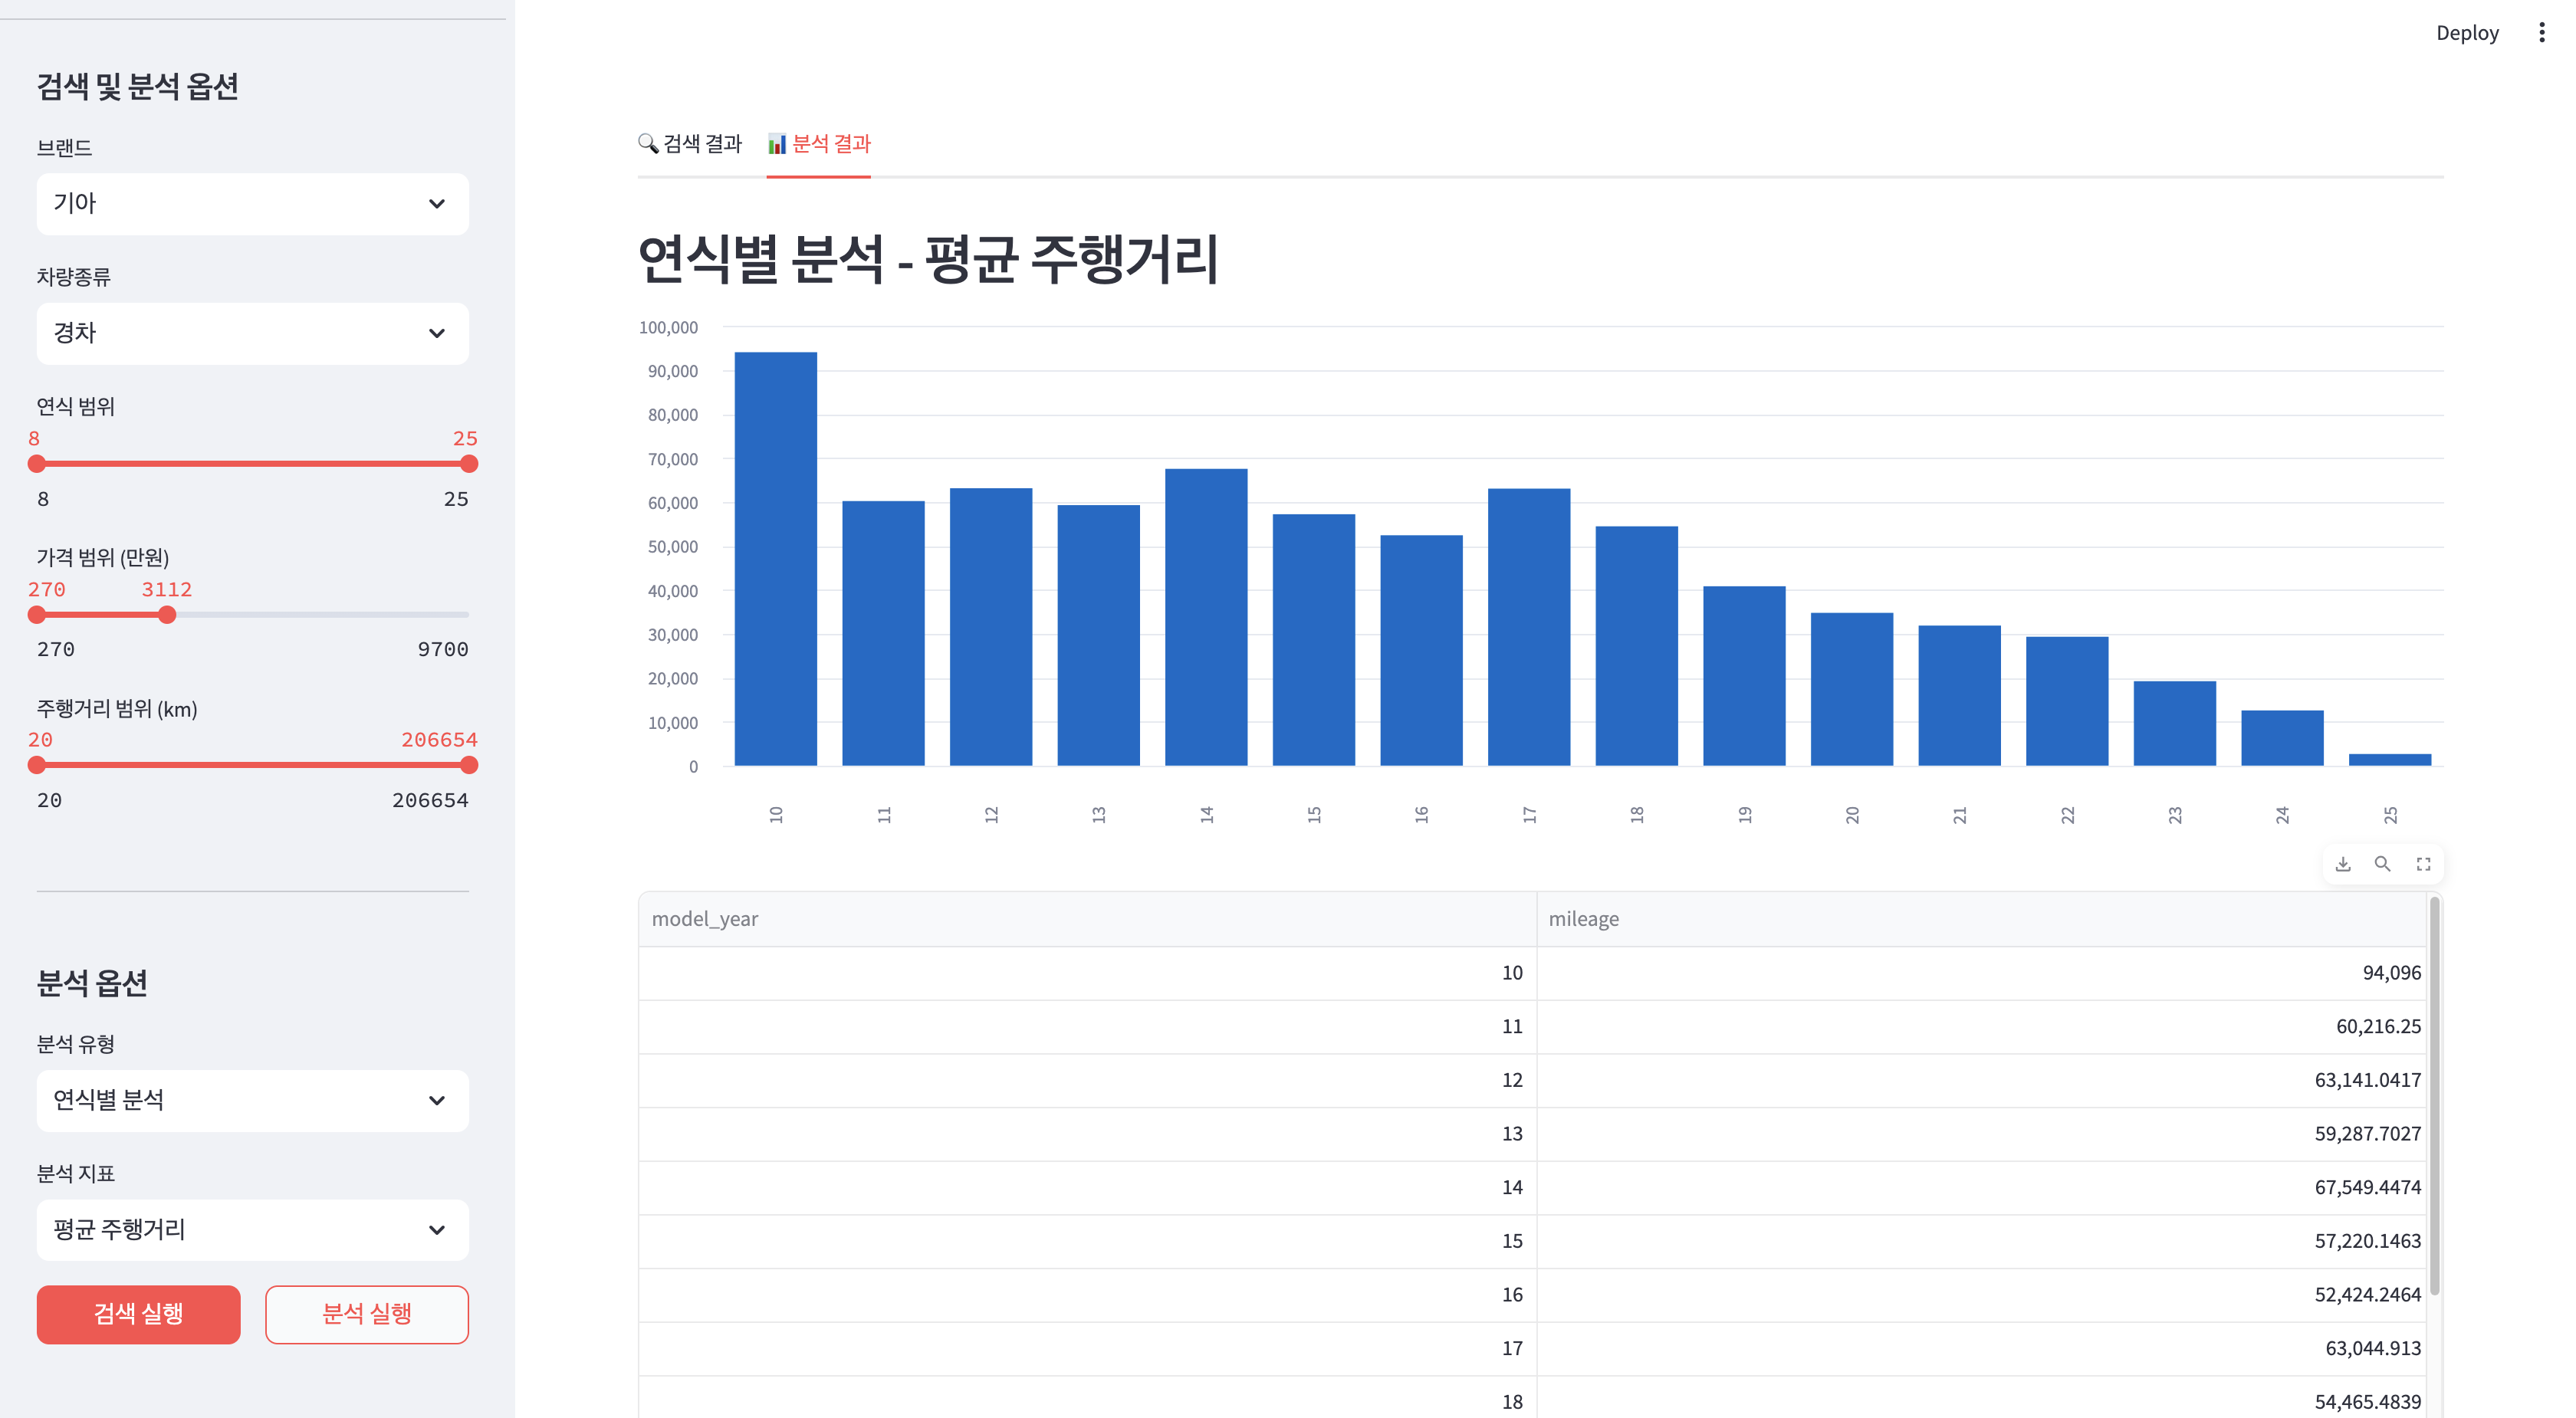 Deploy
검색 및 분석 옵션
브랜드
기아
차량종류
경차
연식 범위
8 25
8 25
가격 범위 (만원)
270 3112
270 9700
주행거리 범위 (km)
20 206654
20 206654
분석 옵션
분석 유형
연식별 분석
분석 지표
평균 주행거리
검색 실행 분석 실행
검색 결과 분석 결과
연식별 분석 - 평균 주행거리
100,000
90,000
80,000
70,000
60,000
50,000
40,000
30,000
20,000
10,000
0
10 11 12 13 14 15 16 17 18 19 20 21 22 23 24 25
model_year mileage
10 94,096
11 60,216.25
12 63,141.0417
13 59,287.7027
14 67,549.4474
15 57,220.1463
16 52,424.2464
17 63,044.913
18 54,465.4839